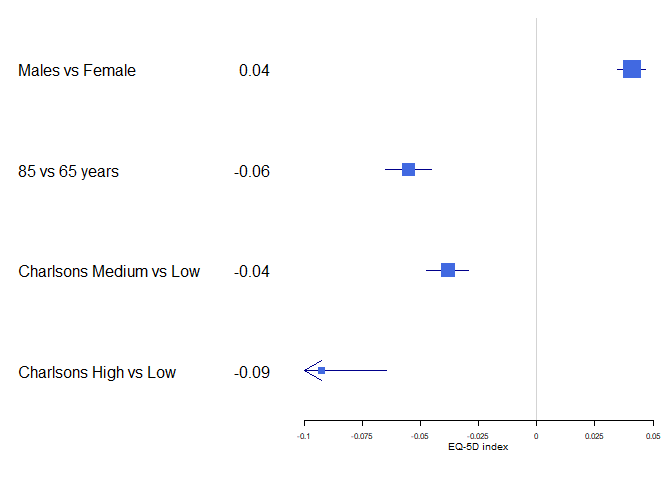 Males vs Female 0.04
85 vs 65 years -0.06
Charlsons Medium vs Low -0.04
Charlsons High vs Low -0.09
-0.1 -0.075 -0.05 -0.025 0 0.025 0.05
EQ-5D index